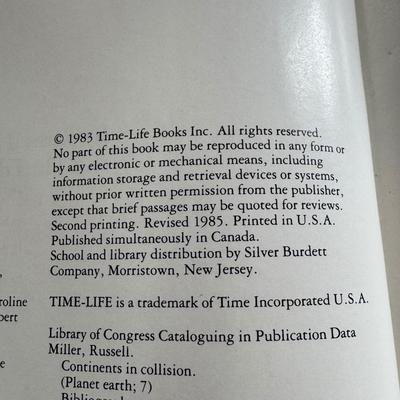 © 1983 Time-Life Books Inc. All rights reserved.
No part of this book may be reproduced in any form or
by any electronic or mechanical means, including
information storage and retrieval devices or systems,
without prior written permission from the publisher,
except that brief passages may be quoted for reviews.
Second printing. Revised 1985. Printed in U.S.A.
Published simultaneously in Canada.
School and library distribution by Silver Burdett
Company, Morristown, New Jersey.
TIME-LIFE is a trademark of Time Incorporated U.S.A.
Library of Congress Cataloguing in Publication Data
Miller, Russell.
Continents in collision.
(Planet earth; 7)